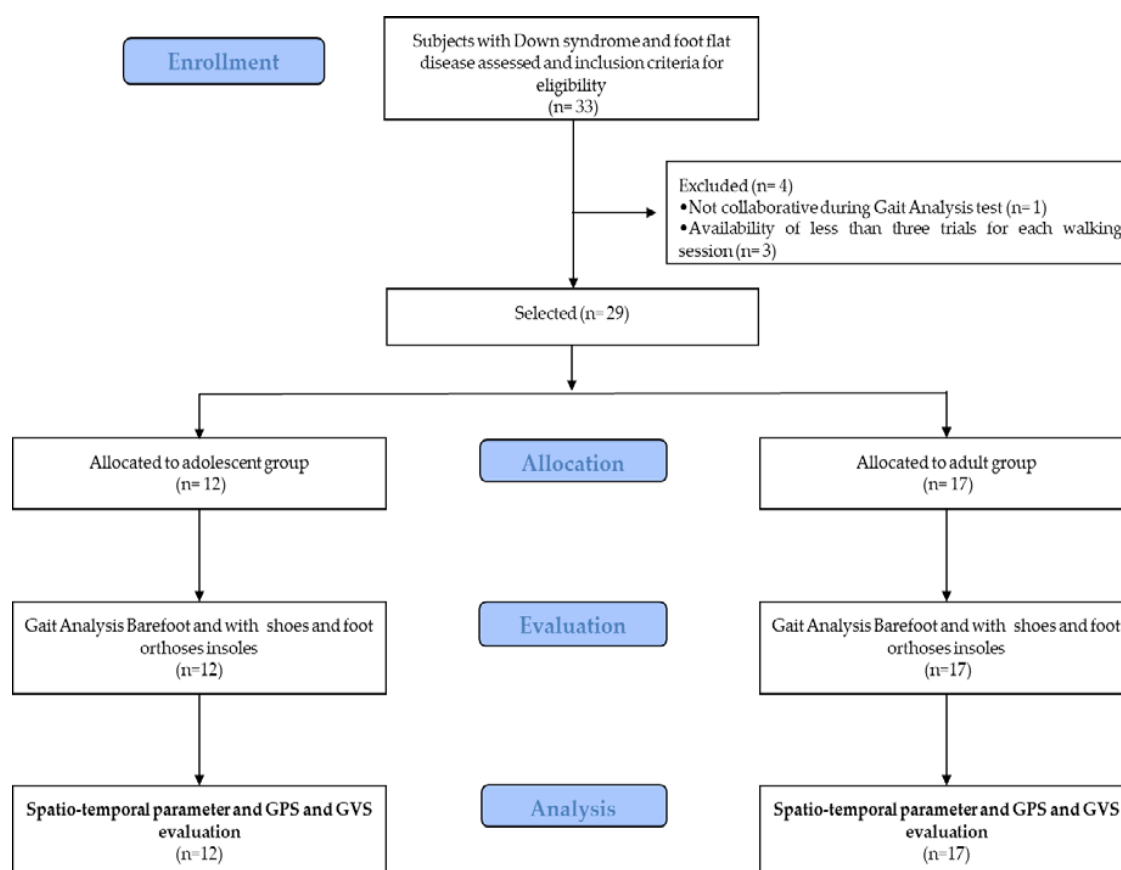 Enrollment
Subjects with Down syndrome and foot flat
disease assessed and inclusion criteria for
eligibility
(n= 33)
Excluded (n= 4)
•Not collaborative during Gait Analysis test (n= 1)
•Availability of less than three trials for each walking
session (n= 3)
Selected (n= 29)
Allocated to adolescent group
(n= 12)
Allocation
Allocated to adult group
(n= 17)
Gait Analysis Barefoot and with shoes and foot
orthoses insoles
(n=12)
Evaluation
Gait Analysis Barefoot and with shoes and foot
orthoses insoles
(n=17)
Spatio-temporal parameter and GPS and GVS
evaluation
(n=12)
Analysis
Spatio-temporal parameter and GPS and GVS
evaluation
(n=17)